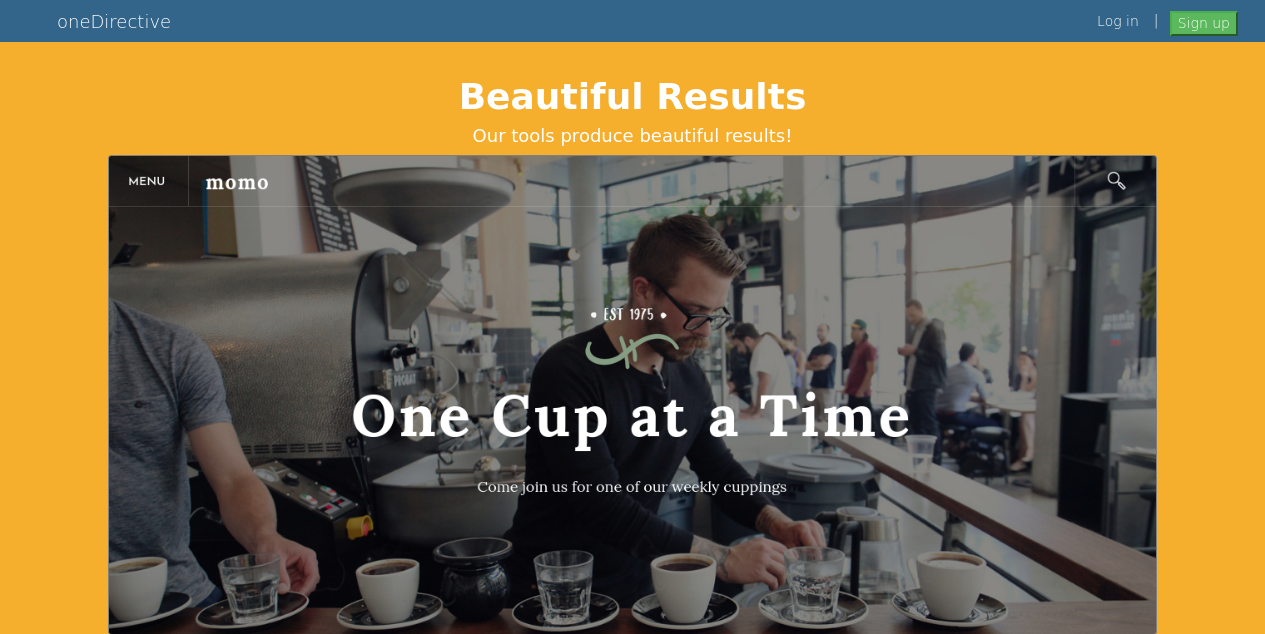 oneDirective
Log in | Sign up
Beautiful Results
Our tools produce beautiful results!
MENU
momo
• EST 1975 •
One Cup at a Time
Come join us for one of our weekly cuppings
PROBAT